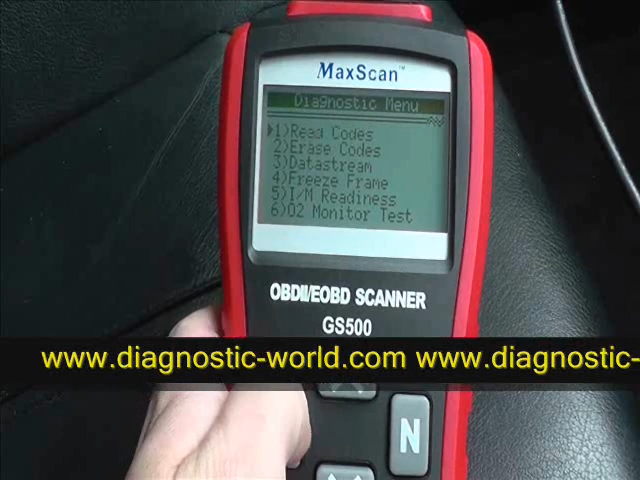 MaxScan™
Diagnostic Menu
1)Read Codes
2)Erase Codes
3)Datastream
4)Freeze Frame
5)I/M Readiness
6)O2 Monitor Test
OBDII/EOBD SCANNER
GS500
www.diagnostic-world.com www.diagnostic-
N